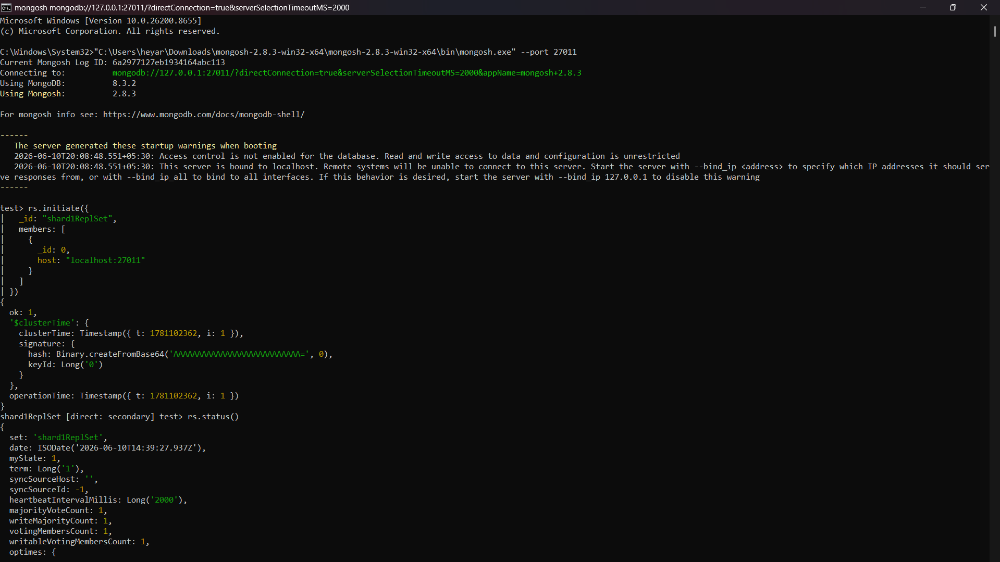 mongosh mongodb://127.0.0.1:27011/?directConnection=true&serverSelectionTimeoutMS=2000
Microsoft Windows [Version 10.0.26200.8655]
(c) Microsoft Corporation. All rights reserved.

C:\Windows\System32>"C:\Users\heyar\Downloads\mongosh-2.8.3-win32-x64\mongosh-2.8.3-win32-x64\bin\mongosh.exe" --port 27011
Current Mongosh Log ID: 6a2977127eb1934164abc113
Connecting to:          mongodb://127.0.0.1:27011/?directConnection=true&serverSelectionTimeoutMS=2000&appName=mongosh+2.8.3
Using MongoDB:          8.3.2
Using Mongosh:          2.8.3

For mongosh info see: https://www.mongodb.com/docs/mongodb-shell/

------
   The server generated these startup warnings when booting
   2026-06-10T20:08:48.551+05:30: Access control is not enabled for the database. Read and write access to data and configuration is unrestricted
   2026-06-10T20:08:48.551+05:30: This server is bound to localhost. Remote systems will be unable to connect to this server. Start the server with --bind_ip <address> to specify which IP addresses it should ser
ve responses from, or with --bind_ip_all to bind to all interfaces. If this behavior is desired, start the server with --bind_ip 127.0.0.1 to disable this warning
------

test> rs.initiate({
|   _id: "shard1ReplSet",
|   members: [
|     {
|       _id: 0,
|       host: "localhost:27011"
|     }
|   ]
| })
{
  ok: 1,
  '$clusterTime': {
    clusterTime: Timestamp({ t: 1781102362, i: 1 }),
    signature: {
      hash: Binary.createFromBase64('AAAAAAAAAAAAAAAAAAAAAAAAAAA=', 0),
      keyId: Long('0')
    }
  },
  operationTime: Timestamp({ t: 1781102362, i: 1 })
}
shard1ReplSet [direct: secondary] test> rs.status()
{
  set: 'shard1ReplSet',
  date: ISODate('2026-06-10T14:39:27.937Z'),
  myState: 1,
  term: Long('1'),
  syncSourceHost: '',
  syncSourceId: -1,
  heartbeatIntervalMillis: Long('2000'),
  majorityVoteCount: 1,
  writeMajorityCount: 1,
  votingMembersCount: 1,
  writableVotingMembersCount: 1,
  optimes: {